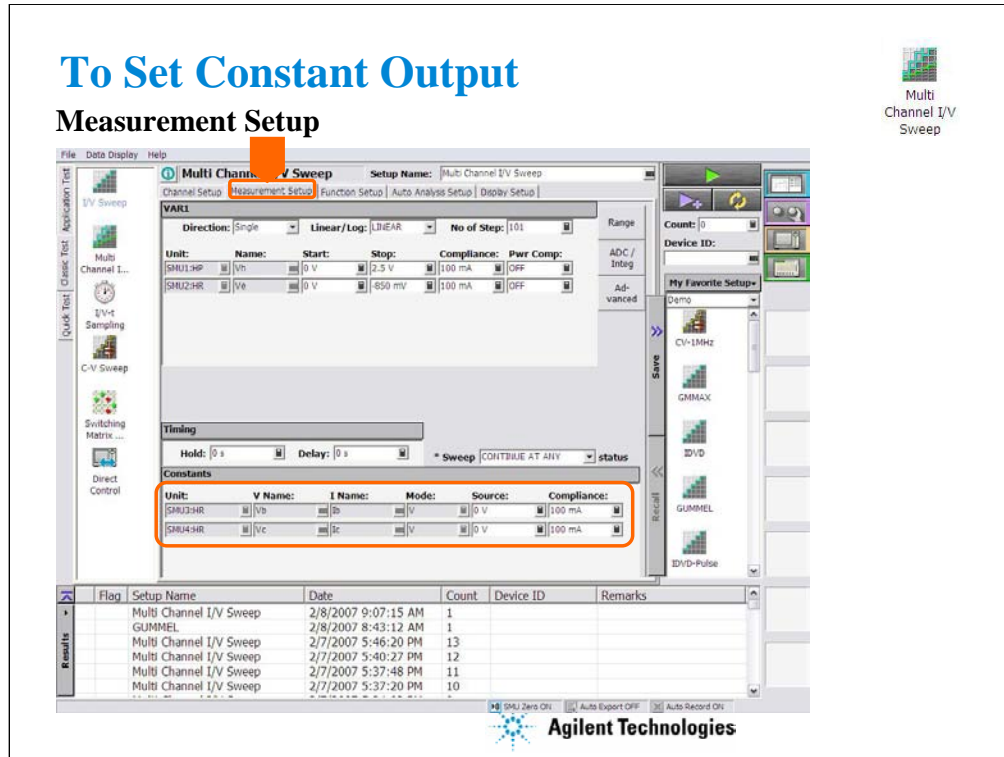 To Set Constant Output
Multi
Channel I/V
Sweep
Measurement Setup
File Data Display Help
Multi Channel I/V Sweep Setup Name: Multi Channel I/V Sweep
Channel Setup Measurement Setup Function Setup Auto Analysis Setup Display Setup
Application Test
Classic Test
Quick Test
I/V Sweep
Multi
Channel I...
I/V-t
Sampling
C-V Sweep
Switching
Matrix ...
Direct
Control
VAR1
Direction: Single Linear/Log: LINEAR No of Step: 101
Unit: Name: Start: Stop: Compliance: Pwr Comp:
SMU1:HP Vh 0 V 2.5 V 100 mA OFF
SMU2:HR Ve 0 V -850 mV 100 mA OFF
Range
ADC /
Integ
Ad-
vanced
Timing
Hold: 0 s Delay: 0 s * Sweep CONTINUE AT ANY status
Constants
Unit: V Name: I Name: Mode: Source: Compliance:
SMU3:HR Vb Ib V 0 V 100 mA
SMU4:HR Vc Ic V 0 V 100 mA
Save
Recall
Count: 0
Device ID:
My Favorite Setup
Demo
CV-1MHz
GMMAX
IDVD
GUMMEL
IDVD-Pulse
Results
Flag Setup Name Date Count Device ID Remarks
Multi Channel I/V Sweep 2/8/2007 9:07:15 AM 1
GUMMEL 2/8/2007 8:43:12 AM 1
Multi Channel I/V Sweep 2/7/2007 5:46:20 PM 13
Multi Channel I/V Sweep 2/7/2007 5:40:27 PM 12
Multi Channel I/V Sweep 2/7/2007 5:37:48 PM 11
Multi Channel I/V Sweep 2/7/2007 5:37:20 PM 10
SMU Zero ON Auto Export OFF Auto Record ON
Agilent Technologies